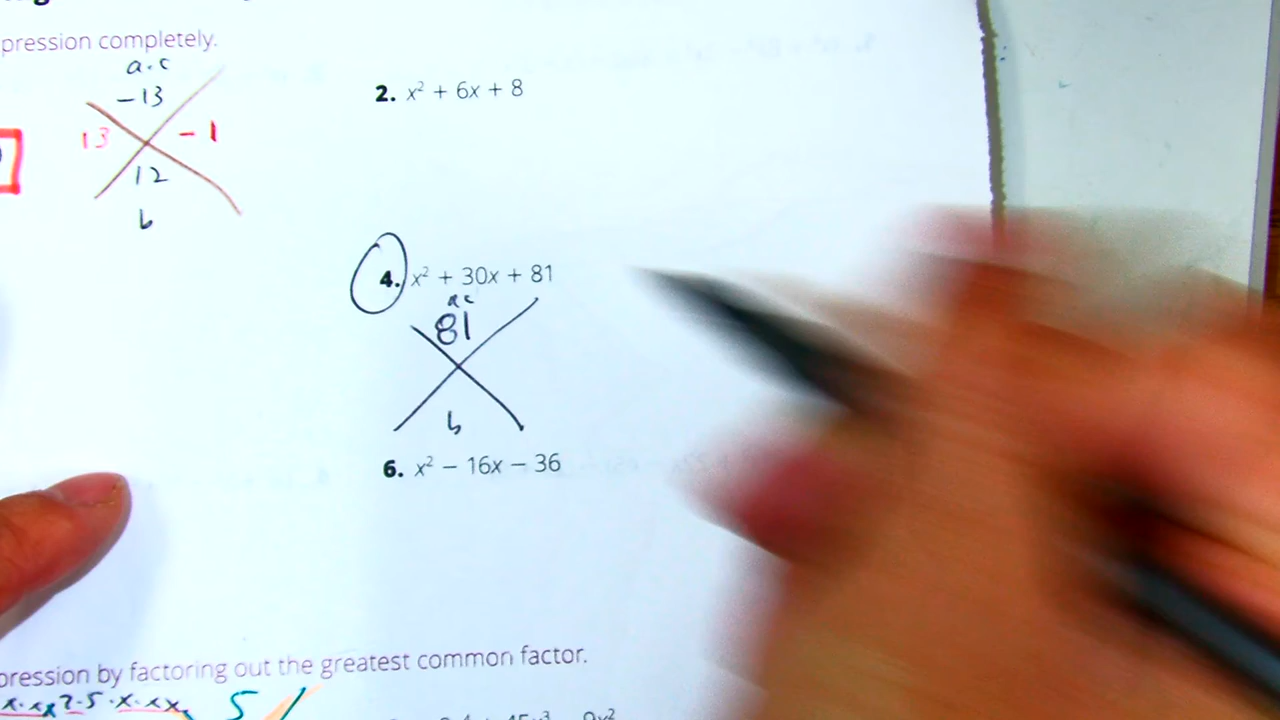 pression completely.
a.c
-13
13 -1
12
b
2. x² + 6x + 8
4. x² + 30x + 81
ac
81
b
6. x² – 16x – 36
pression by factoring out the greatest common factor.
5